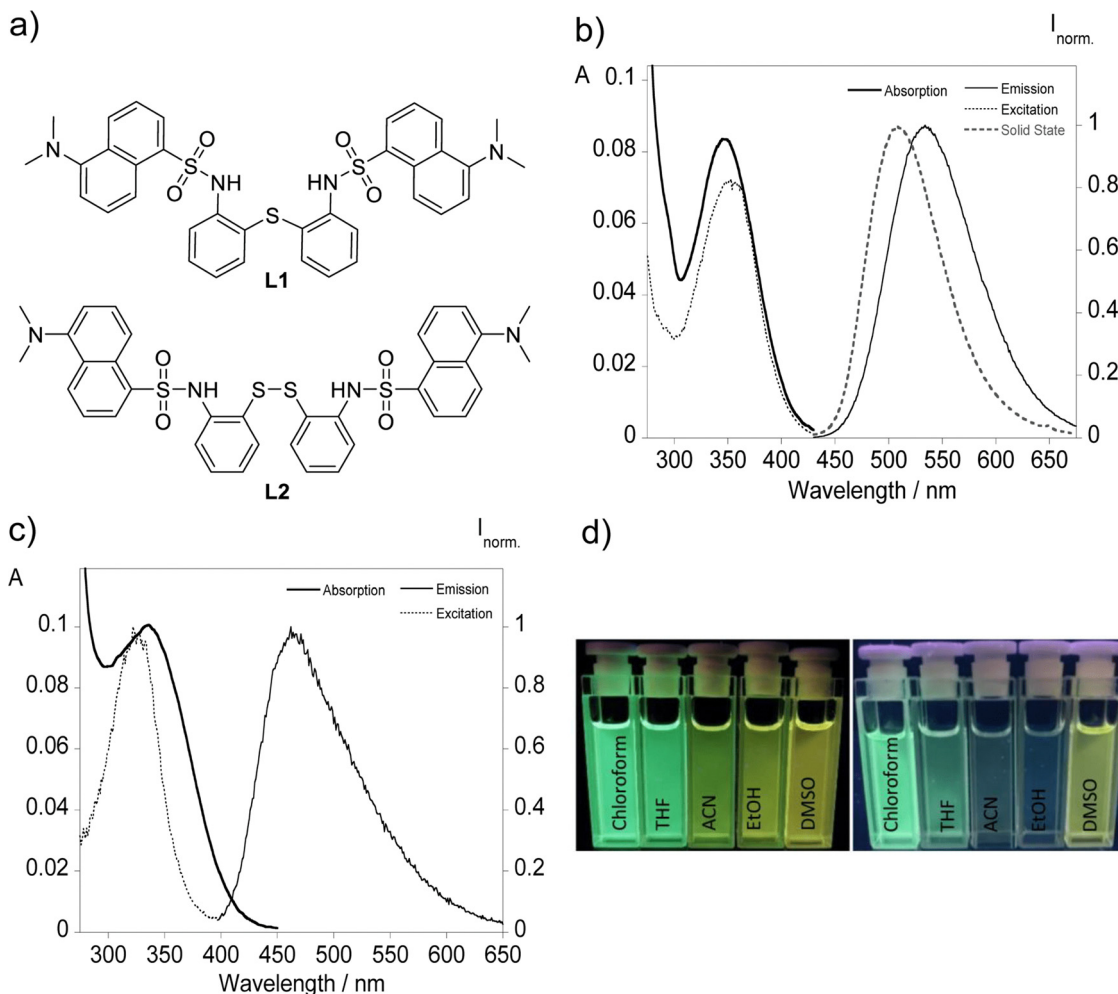 a)
N
S
O
O
NH
HN
S
O
O
N
S
L1
N
S
O
O
NH
S-S
HN
S
O
O
N
L2
b)
I norm.
A
Absorption
Emission
Excitation
Solid State
0.1
0.08
0.06
0.04
0.02
0
1
0.8
0.6
0.4
0.2
0
300 350 400 450 500 550 600 650
Wavelength / nm
c)
I norm.
A
Absorption
Emission
Excitation
0.1
0.08
0.06
0.04
0.02
0
1
0.8
0.6
0.4
0.2
0
300 350 400 450 500 550 600 650
Wavelength / nm
d)
Chloroform
THF
ACN
EtOH
DMSO
Chloroform
THF
ACN
EtOH
DMSO